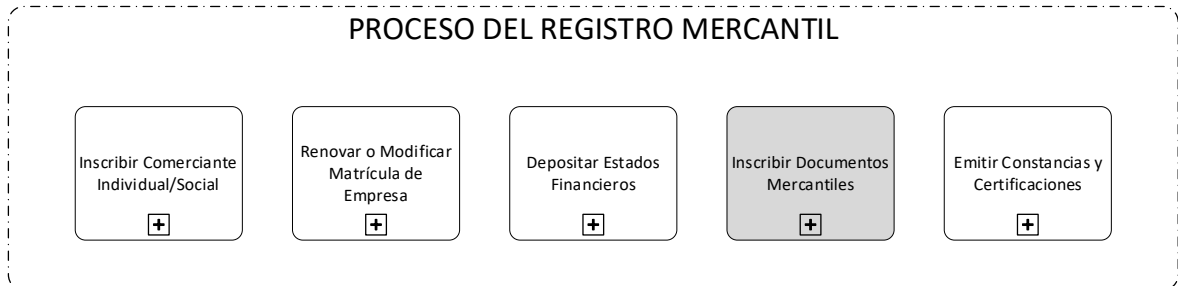 PROCESO DEL REGISTRO MERCANTIL
Inscribir Comerciante
Individual/Social
Renovar o Modificar
Matrícula de
Empresa
Depositar Estados
Financieros
Inscribir Documentos
Mercantiles
Emitir Constancias y
Certificaciones